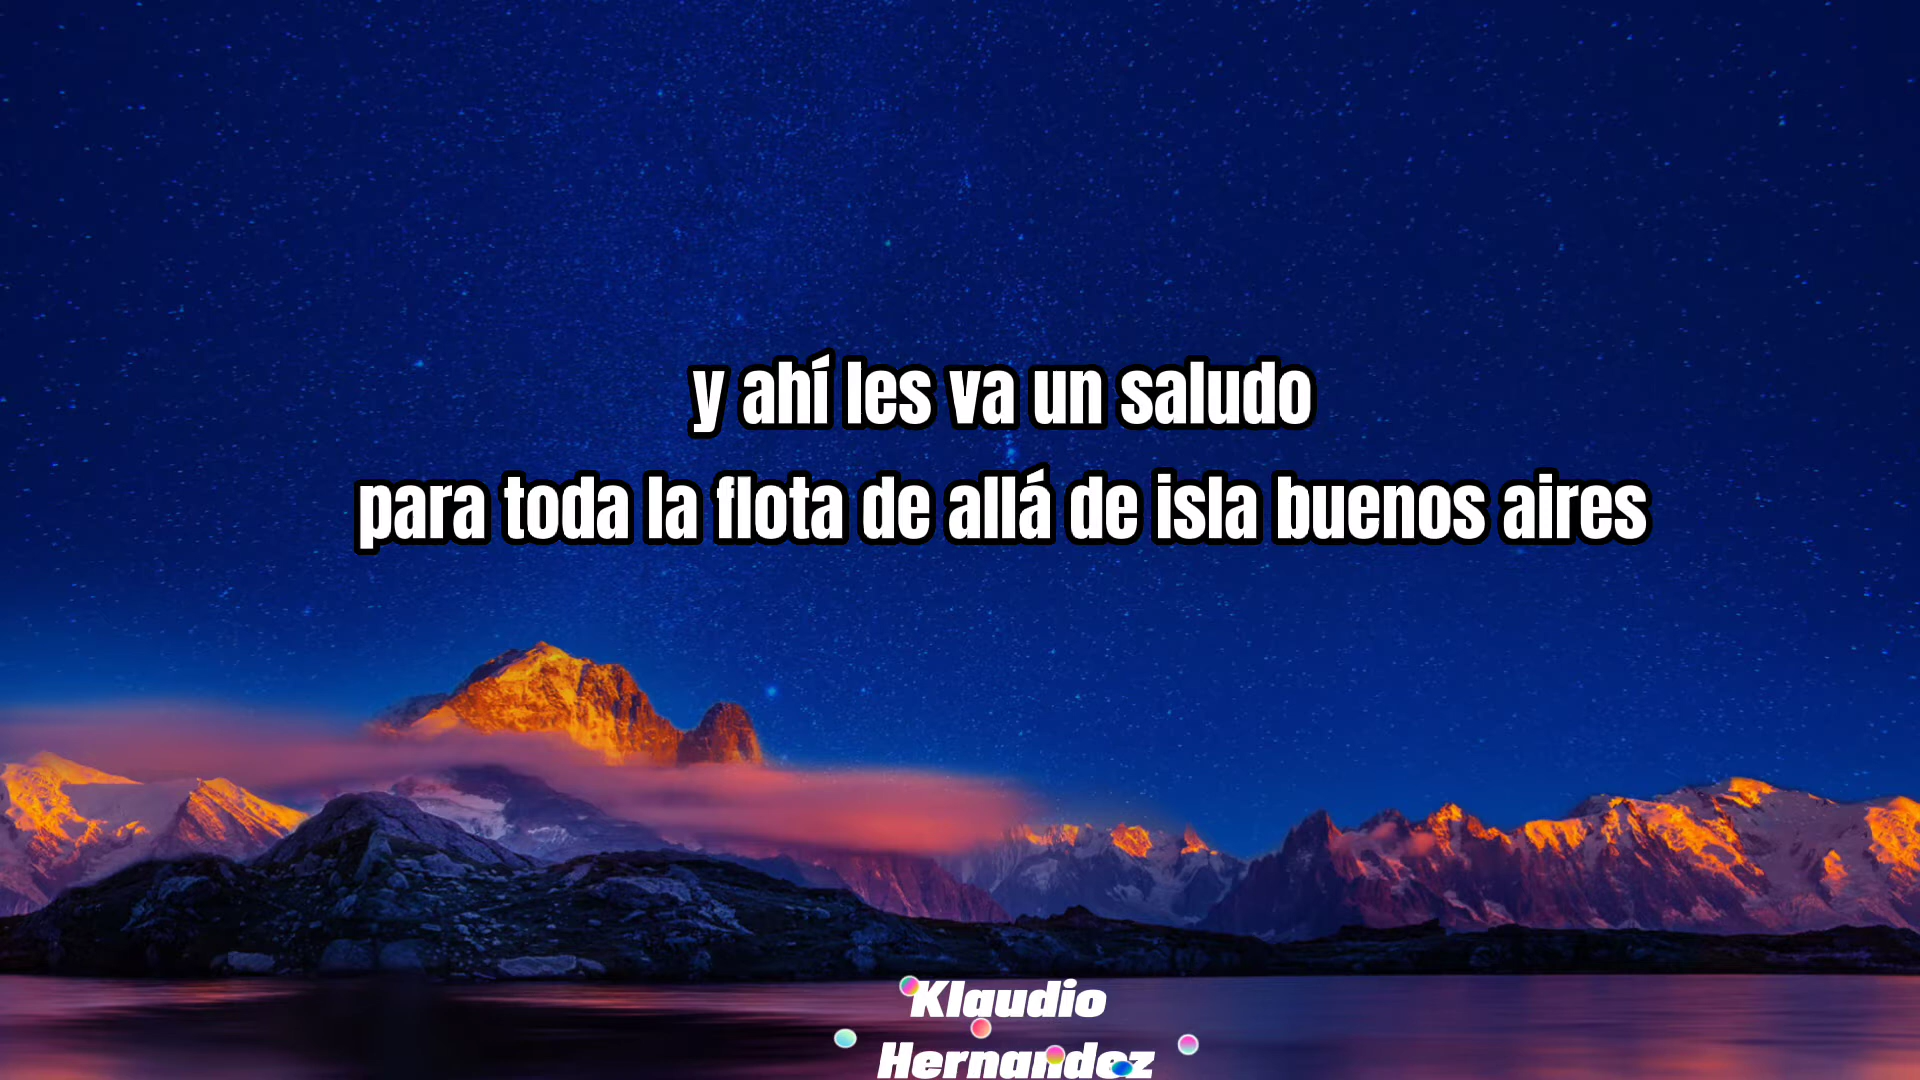 y ahí les va un saludo
para toda la flota de allá de isla buenos aires
Klaudio
Hernandez